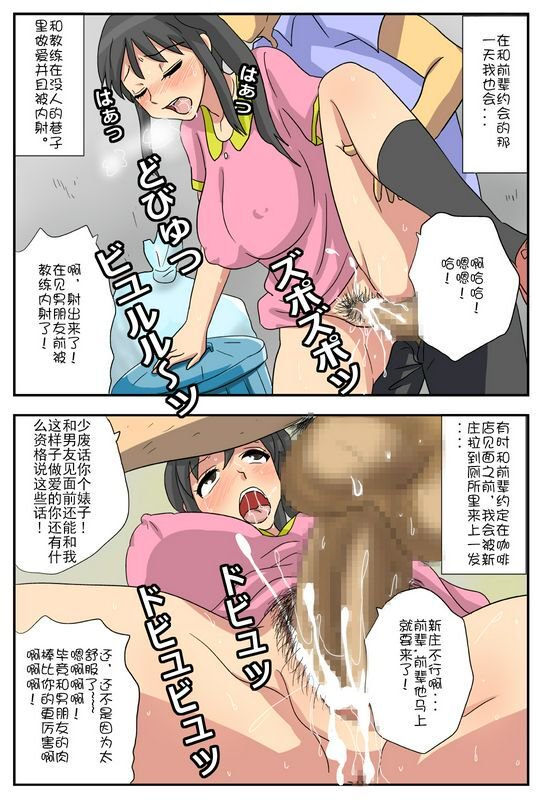 在和前辈约会的那
一天我也会...
啊哈哈！
嗯嗯！
哈！
和教练在没人的巷子
里做爱并且被内射。
はぁっ
はぁっ
どびゅっ
ビュルル～ッ
ズポズポッ
啊，射出来了！
在见男朋友前被
教练内射了！
有时和前辈约定在咖啡
店见面之前，我会被新
庄拉到厕所里来上一发
....
新庄不行啊...
前辈，前辈他马上
就要来了！
少废话你个婊子！
和男友见面前还能和我
这样子做爱的你还有什
么资格说这些话！
ドビュッ
ドビュビュッ
还，还不是因为太
舒服了~~
嗯啊啊！
毕竟和男朋友的肉
棒比你的更厉害啊
啊啊啊！